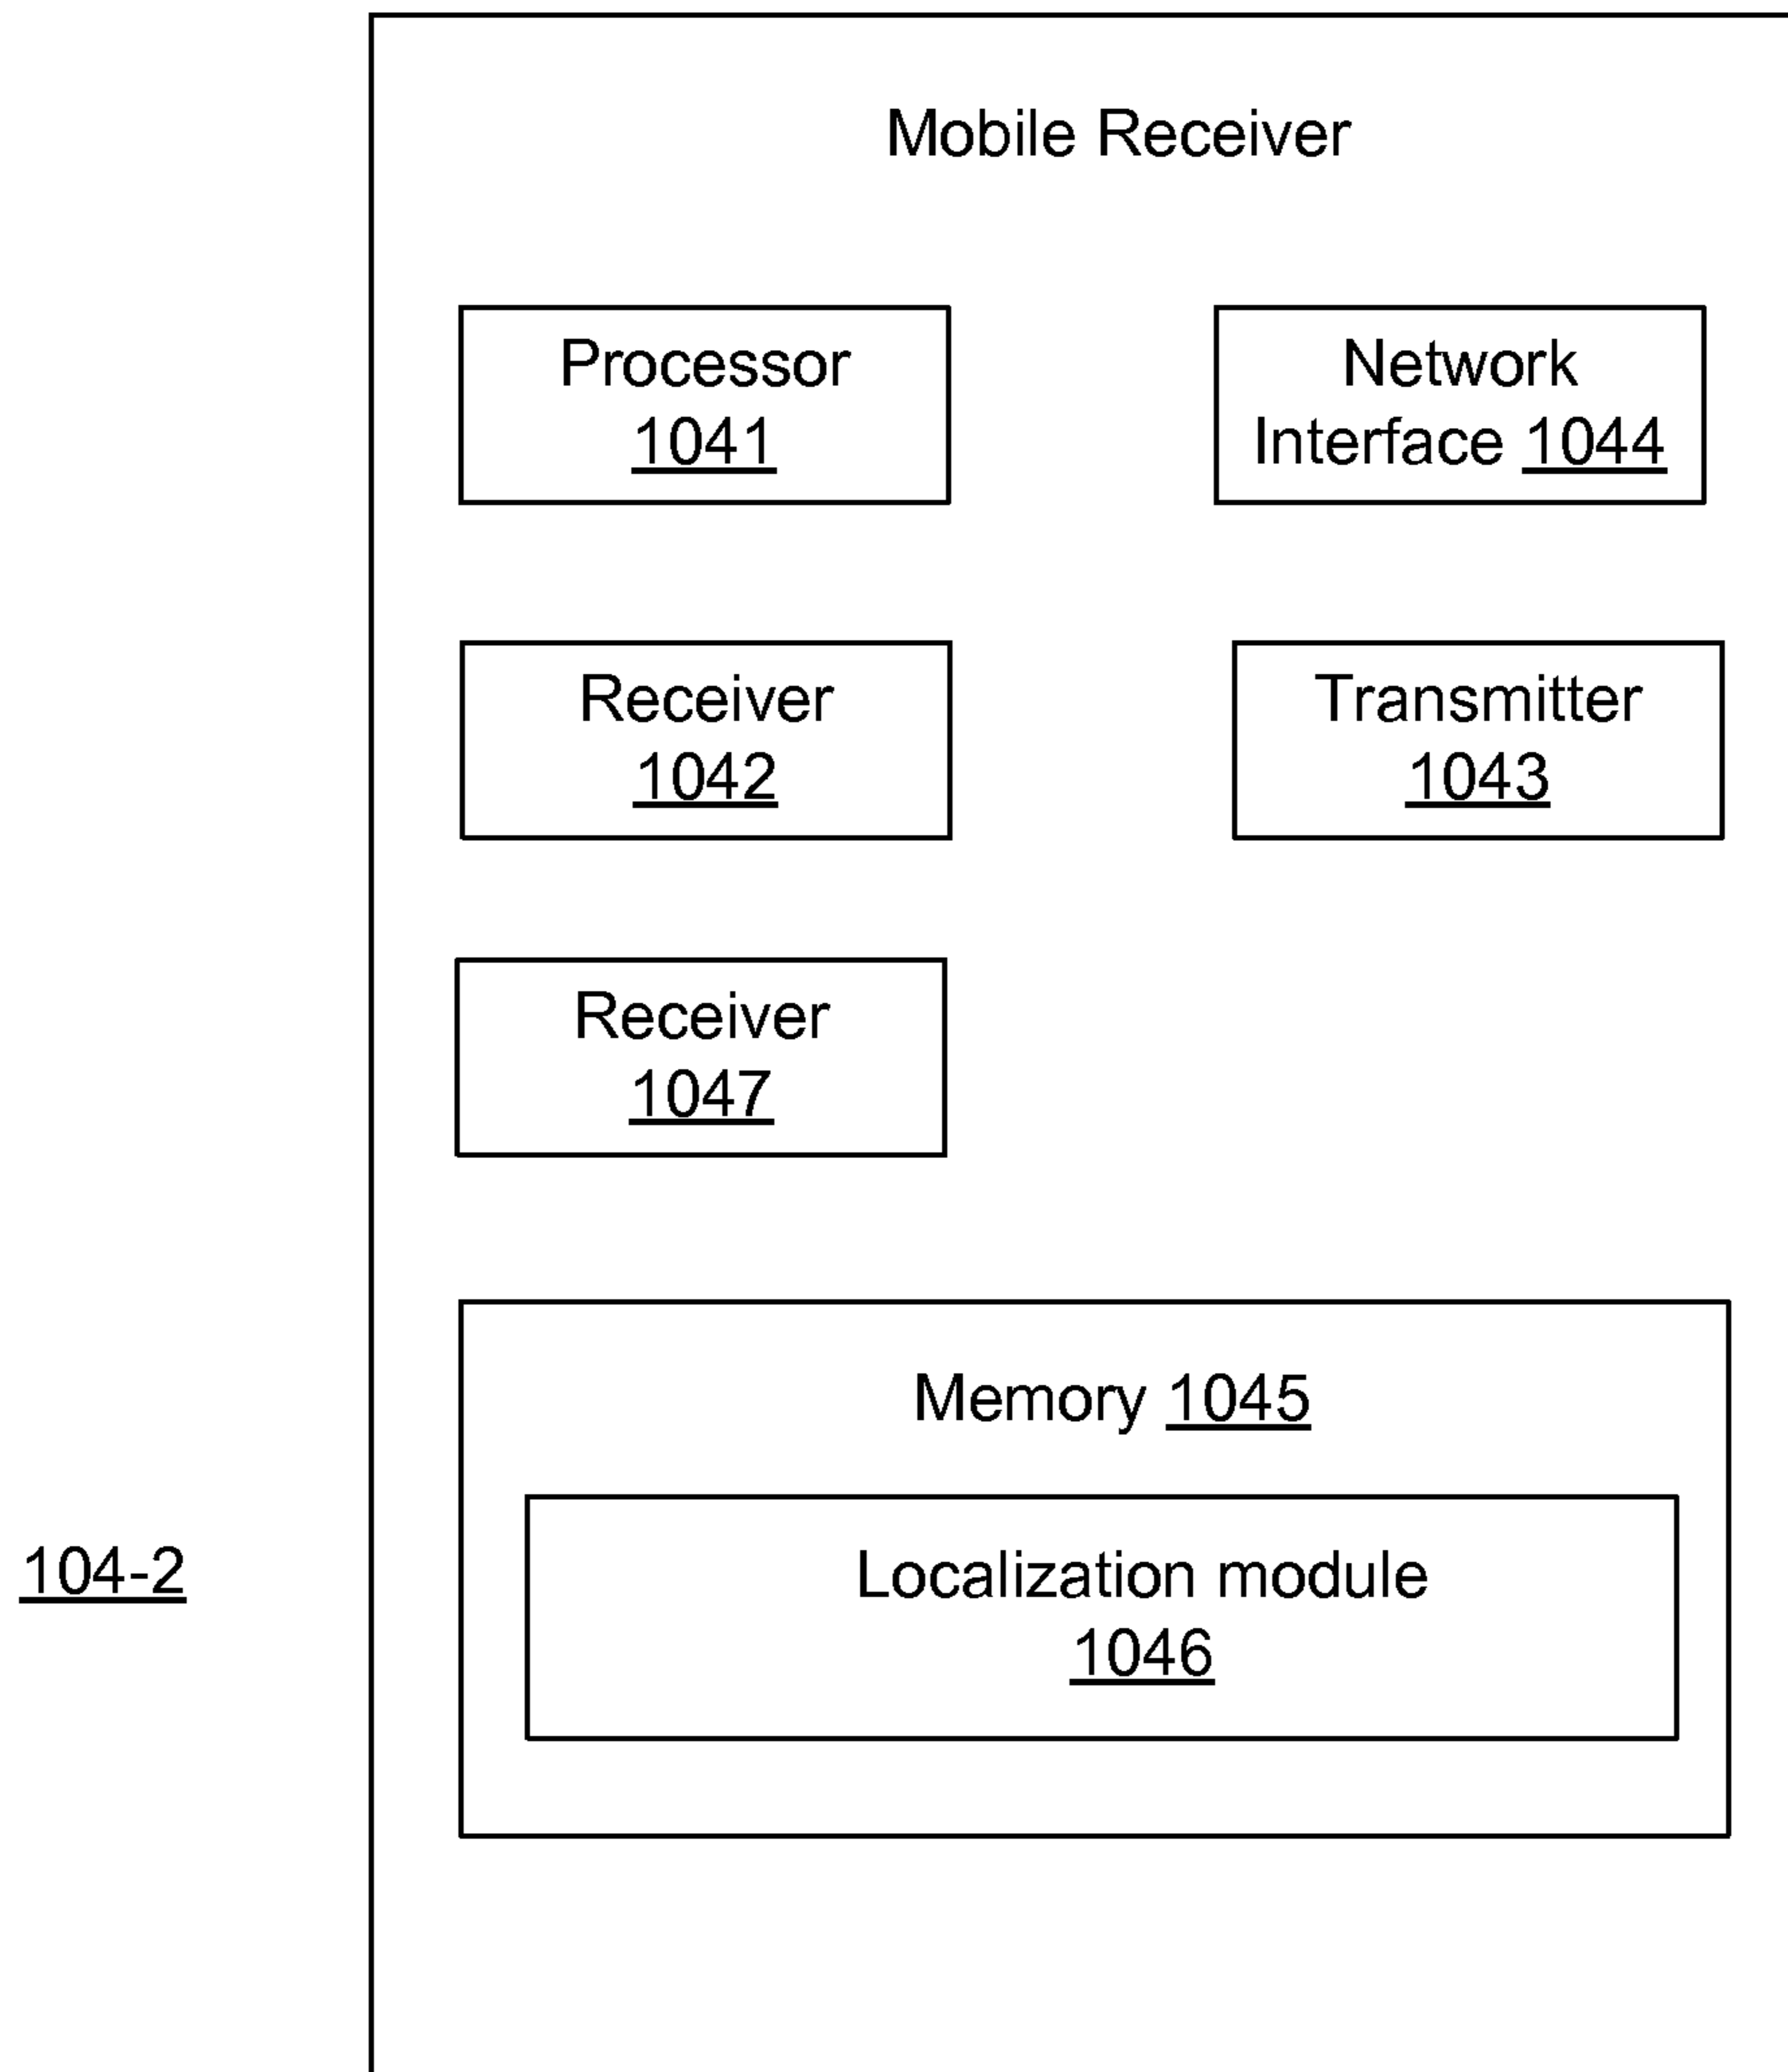 Mobile Receiver
Processor
1041
Network
Interface 1044
Receiver
1042
Transmitter
1043
Receiver
1047
Memory 1045
Localization module
1046
104-2